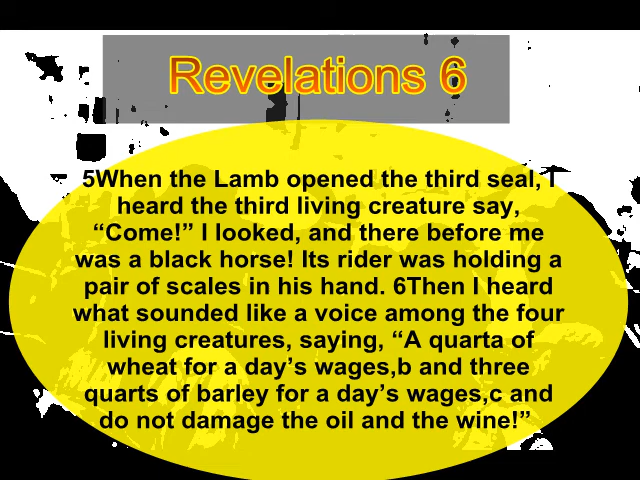 Revelations 6
5When the Lamb opened the third seal, I
heard the third living creature say,
“Come!” I looked, and there before me
was a black horse! Its rider was holding a
pair of scales in his hand. 6Then I heard
what sounded like a voice among the four
living creatures, saying, “A quarta of
wheat for a day’s wages,b and three
quarts of barley for a day’s wages,c and
do not damage the oil and the wine!”